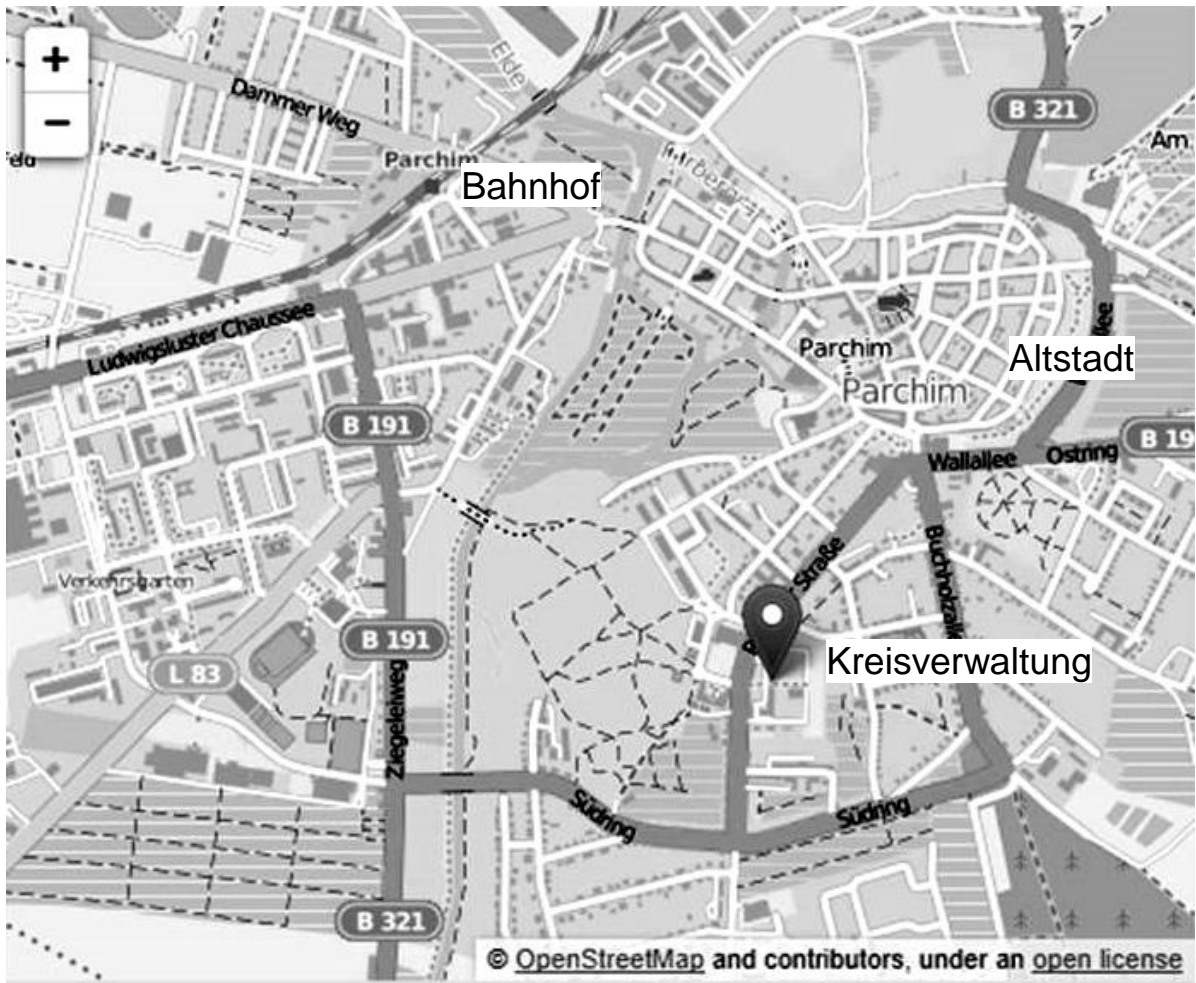 +
−
Elde
B 321
Dammer Weg
Am
feld
Parchim
Bahnhof
Ludwigsluster Chaussee
Parchim
Altstadt
Parchim
B 191
B 19
Wallallee
Ostring
Straße
Verkehrsgarten
B 191
Kreisverwaltung
L 83
Ziegeleiweg
Südring
Südring
B 321
© OpenStreetMap and contributors, under an open license